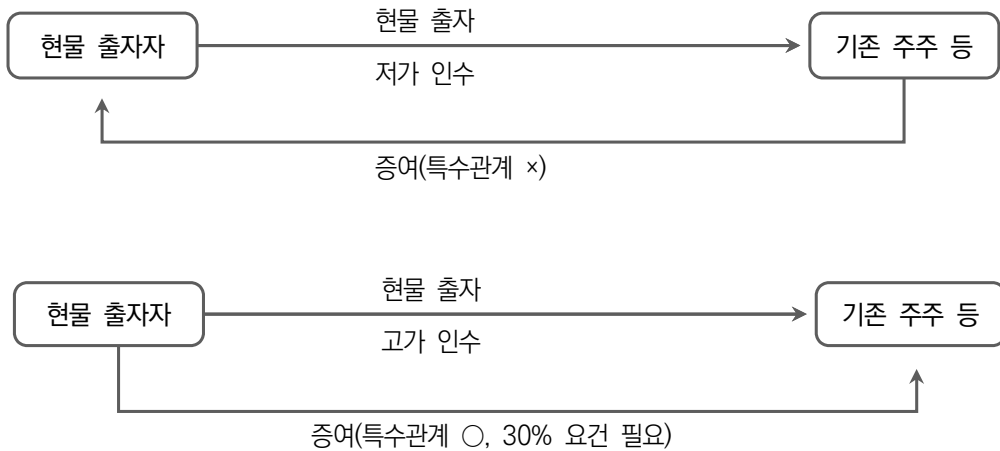 현물 출자
현물 출자자
기존 주주 등
저가 인수
증여(특수관계 ×)
현물 출자
현물 출자자
기존 주주 등
고가 인수
증여(특수관계 ○, 30% 요건 필요)